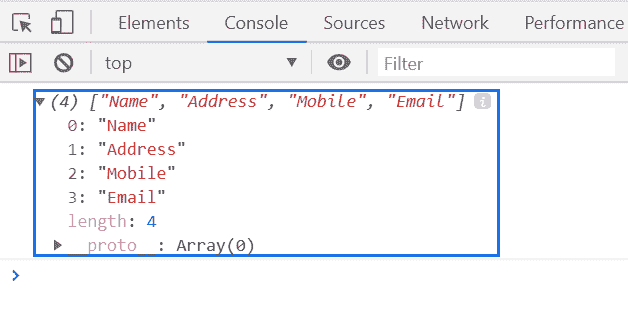 Elements Console Sources Network Performance
top Filter
(4) ["Name", "Address", "Mobile", "Email"] i
0: "Name"
1: "Address"
2: "Mobile"
3: "Email"
length: 4
__proto__: Array(0)